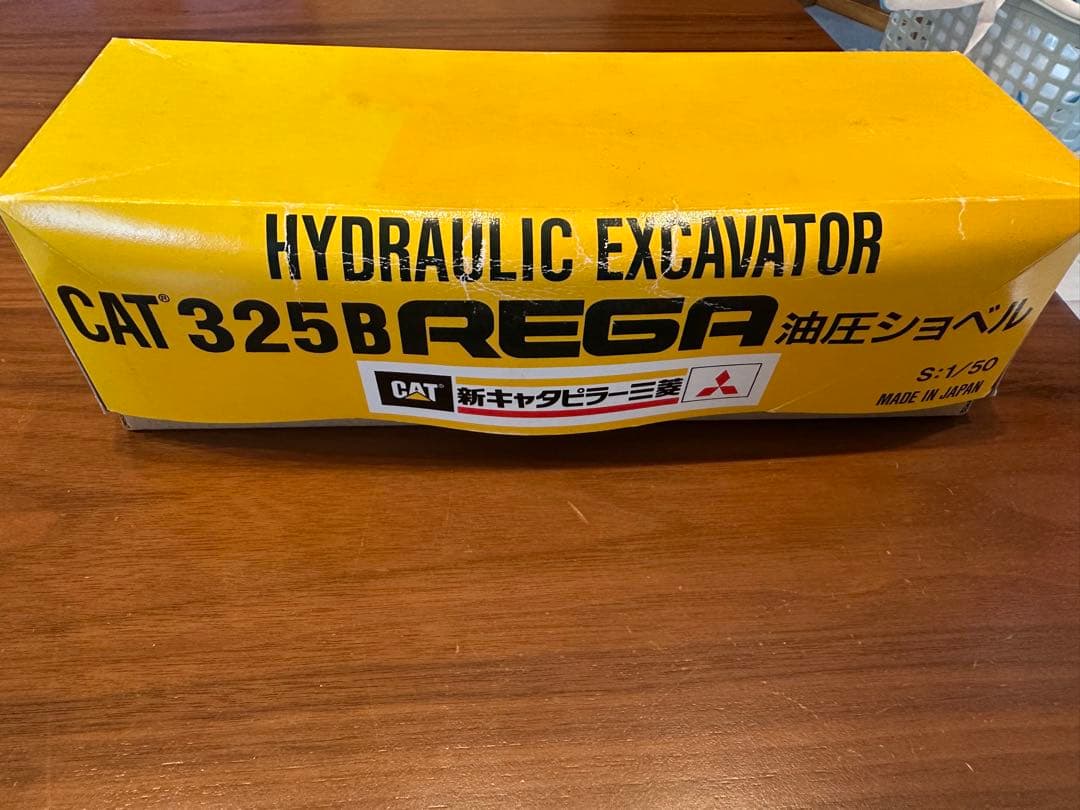 HYDRAULIC EXCAVATOR
CAT® 325B REGA 油圧ショベル
S:1/50
CAT 新キャタピラー三菱
MADE IN JAPAN